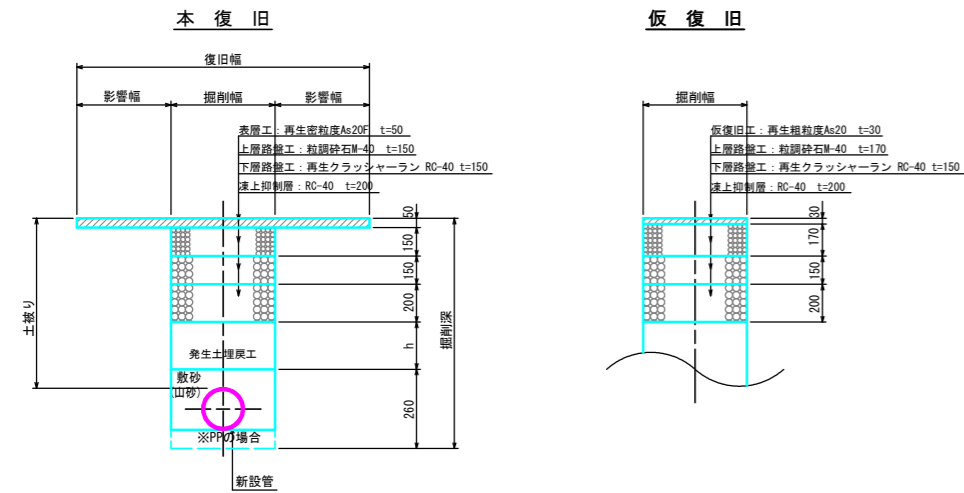 本復旧
復旧幅
影響幅
掘削幅
影響幅
表層工：再生密粒度As20F t=50
上層路盤工：粒調砕石M-40 t=150
下層路盤工：再生クラッシャーラン RC-40 t=150
凍上抑制層：RC-40 t=200
50
150
150
200
h
260
土被り
掘削深
発生土埋戻工
敷砂
(山砂)
※PPの場合
新設管
仮復旧
掘削幅
仮復旧工：再生粗粒度As20 t=30
上層路盤工：粒調砕石M-40 t=170
下層路盤工：再生クラッシャーラン RC-40 t=150
凍上抑制層：RC-40 t=200
30
170
150
200